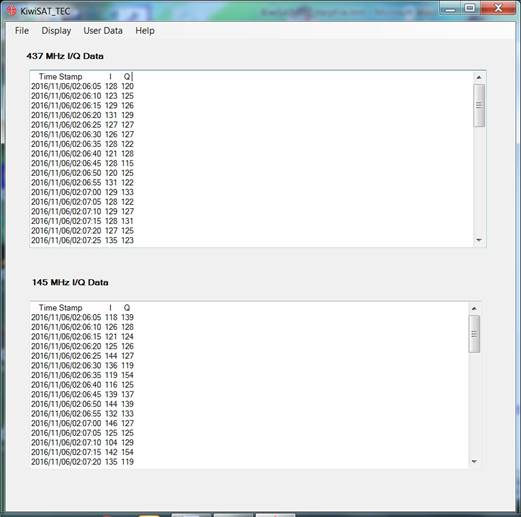 KiwiSAT_TEC
File Display User Data Help
437 MHz I/Q Data
Time Stamp I Q
2016/11/06/02:06:05 128 120
2016/11/06/02:06:10 123 125
2016/11/06/02:06:15 129 126
2016/11/06/02:06:20 131 129
2016/11/06/02:06:25 127 127
2016/11/06/02:06:30 126 127
2016/11/06/02:06:35 128 122
2016/11/06/02:06:40 121 128
2016/11/06/02:06:45 128 115
2016/11/06/02:06:50 120 125
2016/11/06/02:06:55 131 122
2016/11/06/02:07:00 129 133
2016/11/06/02:07:05 128 122
2016/11/06/02:07:10 129 127
2016/11/06/02:07:15 128 131
2016/11/06/02:07:20 127 125
2016/11/06/02:07:25 135 123
145 MHz I/Q Data
Time Stamp I Q
2016/11/06/02:06:05 118 139
2016/11/06/02:06:10 126 128
2016/11/06/02:06:15 121 124
2016/11/06/02:06:20 125 126
2016/11/06/02:06:25 144 127
2016/11/06/02:06:30 136 119
2016/11/06/02:06:35 119 154
2016/11/06/02:06:40 116 125
2016/11/06/02:06:45 139 137
2016/11/06/02:06:50 144 139
2016/11/06/02:06:55 132 133
2016/11/06/02:07:00 146 127
2016/11/06/02:07:05 125 125
2016/11/06/02:07:10 104 129
2016/11/06/02:07:15 142 154
2016/11/06/02:07:20 135 119